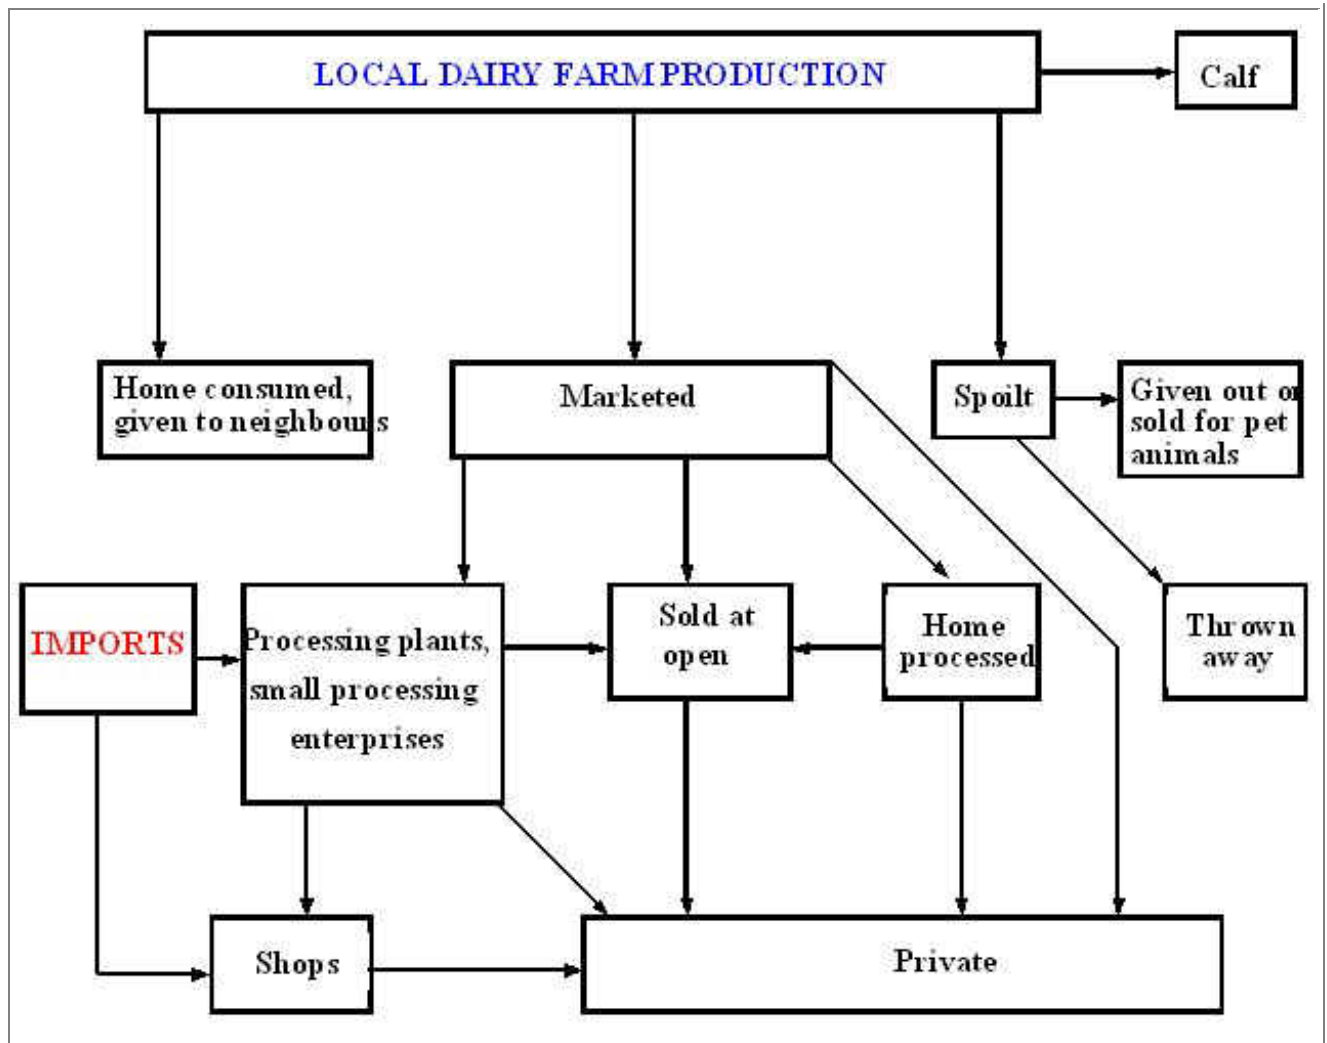 LOCAL DAIRY FARM PRODUCTION
Calf
Home consumed,
given to neighbours
Marketed
Spoilt
Given out or
sold for pet
animals
IMPORTS
Processing plants,
small processing
enterprises
Sold at
open
Home
processed
Thrown
away
Shops
Private